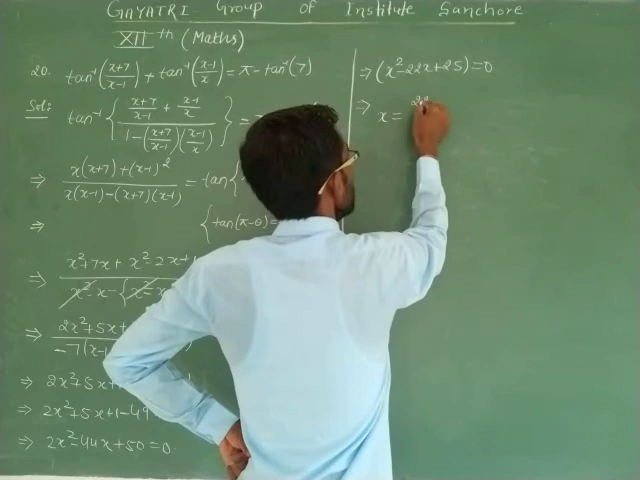 GAYATRI Group of Institute Sanchore
XII th (Maths)
20. tan⁻¹((x+7)/(x-1)) + tan⁻¹((x-1)/x) = π - tan⁻¹(7)
Sol: tan⁻¹{((x+7)/(x-1) + (x-1)/x)/(1-((x+7)/(x-1))((x-1)/x))} =
⇒ (x(x+7)+(x-1)²)/(x(x-1)-(x+7)(x-1)) = tan{
⇒ {tan(π-θ)=
⇒ (x²+7x+x²-2x+1)/(x²-x-{x²-x
⇒ (2x²+5x+)/(-7(x-1
⇒ 2x²+5x+
⇒ 2x²+5x+1-49
⇒ 2x²-44x+50=0
⇒ (x²-22x+25)=0
⇒ x = 22